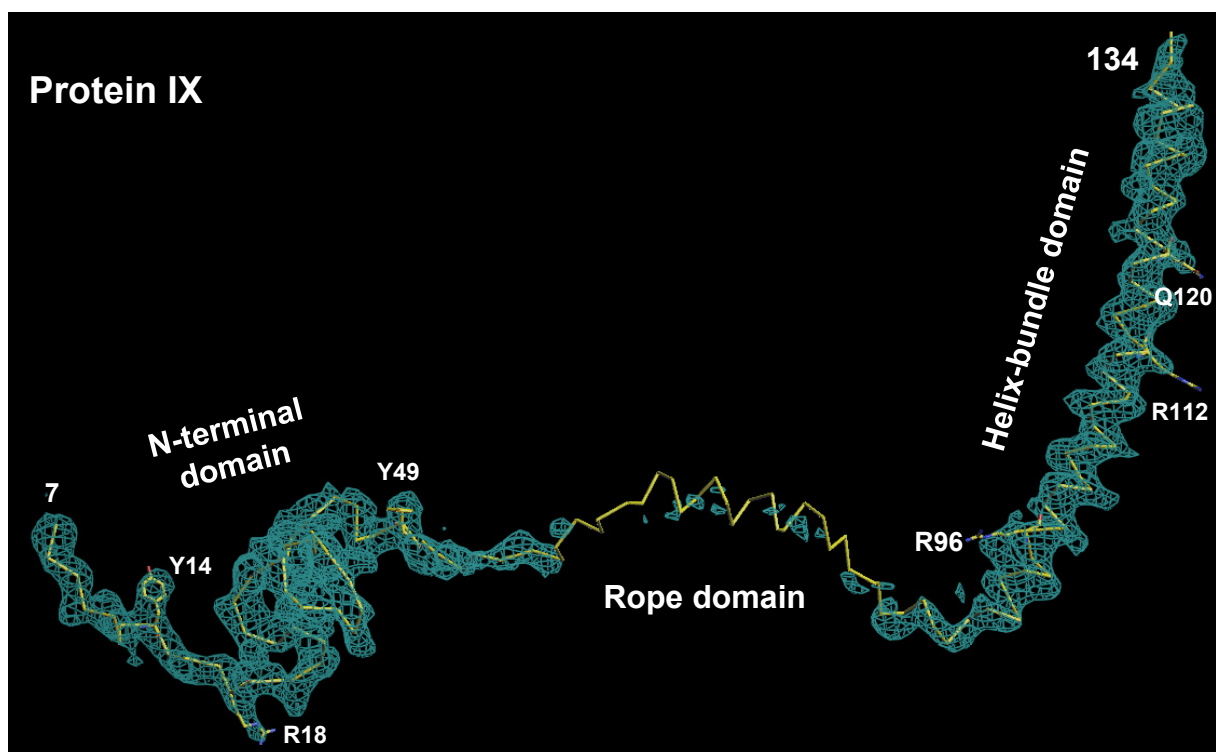 Protein IX
134
Helix-bundle domain
Q120
R112
N-terminal
domain
Y49
7
Y14
R96
Rope domain
R18